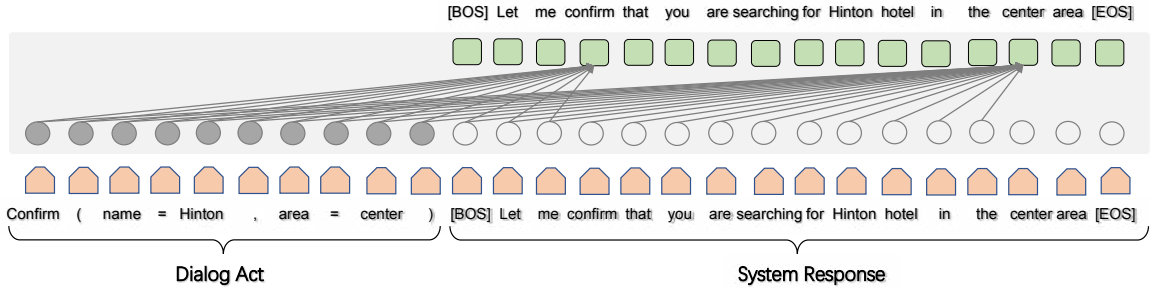 [BOS] Let me confirm that you are searching for Hinton hotel in the center area [EOS]
Confirm ( name = Hinton , area = center ) [BOS] Let me confirm that you are searching for Hinton hotel in the center area [EOS]
Dialog Act System Response